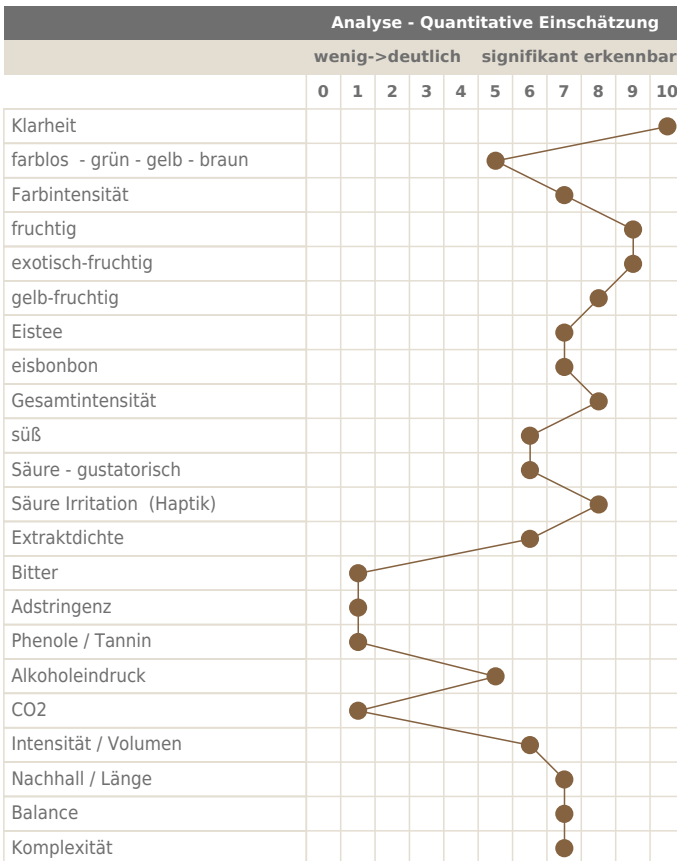 Analyse - Quantitative Einschätzung
wenig->deutlich signifikant erkennbar
0 1 2 3 4 5 6 7 8 9 10
Klarheit
farblos - grün - gelb - braun
Farbintensität
fruchtig
exotisch-fruchtig
gelb-fruchtig
Eistee
eisbonbon
Gesamtintensität
süß
Säure - gustatorisch
Säure Irritation (Haptik)
Extraktdichte
Bitter
Adstringenz
Phenole / Tannin
Alkoholeindruck
CO2
Intensität / Volumen
Nachhall / Länge
Balance
Komplexität